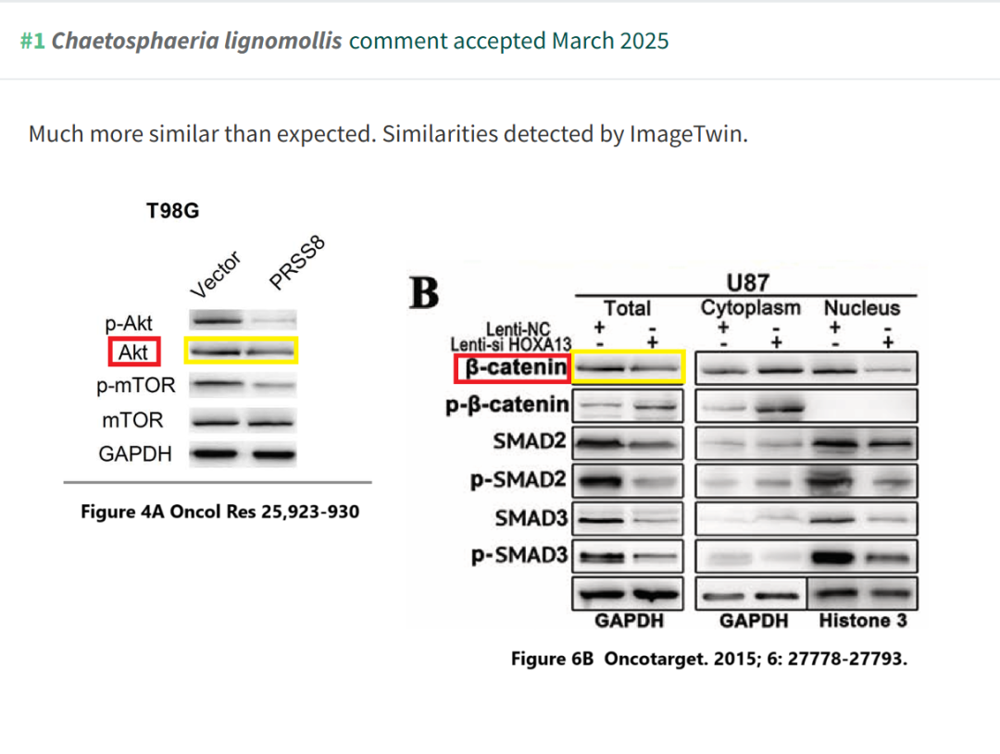 #1 Chaetosphaeria lignomollis comment accepted March 2025
Much more similar than expected. Similarities detected by ImageTwin.
T98G
Vector PRSS8
p-Akt
Akt
p-mTOR
mTOR
GAPDH
Figure 4A Oncol Res 25,923-930
B
U87
Total Cytoplasm Nucleus
Lenti-NC + - + - + -
Lenti-si HOXA13 - + - + - +
β-catenin
p-β-catenin
SMAD2
p-SMAD2
SMAD3
p-SMAD3
GAPDH GAPDH Histone 3
Figure 6B Oncotarget. 2015; 6: 27778-27793.